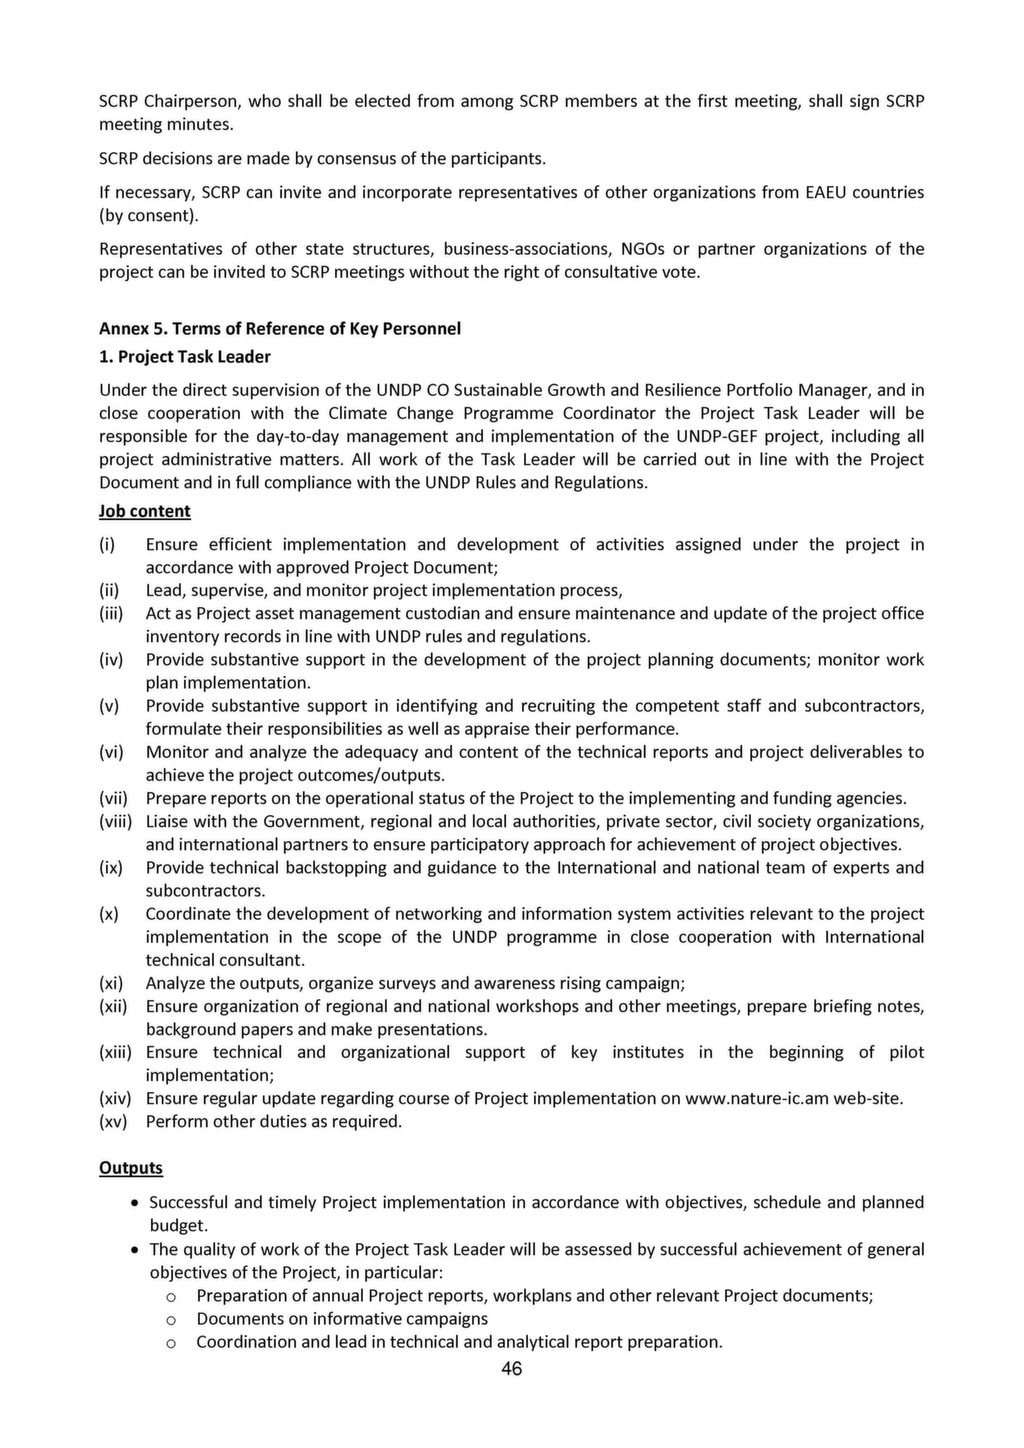 SCRP Chairperson, who shall be elected from among SCRP members at the first meeting, shall sign SCRP
meeting minutes.
SCRP decisions are made by consensus of the participants.
If necessary, SCRP can invite and incorporate representatives of other organizations from EAEU countries
(by consent).
Representatives of other state structures, business-associations, NGOs or partner organizations of the
project can be invited to SCRP meetings without the right of consultative vote.
Annex 5. Terms of Reference of Key Personnel
1. Project Task Leader
Under the direct supervision of the UNDP CO Sustainable Growth and Resilience Portfolio Manager, and in
close cooperation with the Climate Change Programme Coordinator the Project Task Leader will be
responsible for the day-to-day management and implementation of the UNDP-GEF project, including all
project administrative matters. All work of the Task Leader will be carried out in line with the Project
Document and in full compliance with the UNDP Rules and Regulations.
Job content
(i) Ensure efficient implementation and development of activities assigned under the project in
accordance with approved Project Document;
(ii) Lead, supervise, and monitor project implementation process,
(iii) Act as Project asset management custodian and ensure maintenance and update of the project office
inventory records in line with UNDP rules and regulations.
(iv) Provide substantive support in the development of the project planning documents; monitor work
plan implementation.
(v) Provide substantive support in identifying and recruiting the competent staff and subcontractors,
formulate their responsibilities as well as appraise their performance.
(vi) Monitor and analyze the adequacy and content of the technical reports and project deliverables to
achieve the project outcomes/outputs.
(vii) Prepare reports on the operational status of the Project to the implementing and funding agencies.
(viii) Liaise with the Government, regional and local authorities, private sector, civil society organizations,
and international partners to ensure participatory approach for achievement of project objectives.
(ix) Provide technical backstopping and guidance to the International and national team of experts and
subcontractors.
(x) Coordinate the development of networking and information system activities relevant to the project
implementation in the scope of the UNDP programme in close cooperation with International
technical consultant.
(xi) Analyze the outputs, organize surveys and awareness rising campaign;
(xii) Ensure organization of regional and national workshops and other meetings, prepare briefing notes,
background papers and make presentations.
(xiii) Ensure technical and organizational support of key institutes in the beginning of pilot
implementation;
(xiv) Ensure regular update regarding course of Project implementation on www.nature-ic.am web-site.
(xv) Perform other duties as required.
Outputs
• Successful and timely Project implementation in accordance with objectives, schedule and planned
budget.
• The quality of work of the Project Task Leader will be assessed by successful achievement of general
objectives of the Project, in particular:
o Preparation of annual Project reports, workplans and other relevant Project documents;
o Documents on informative campaigns
o Coordination and lead in technical and analytical report preparation.
46